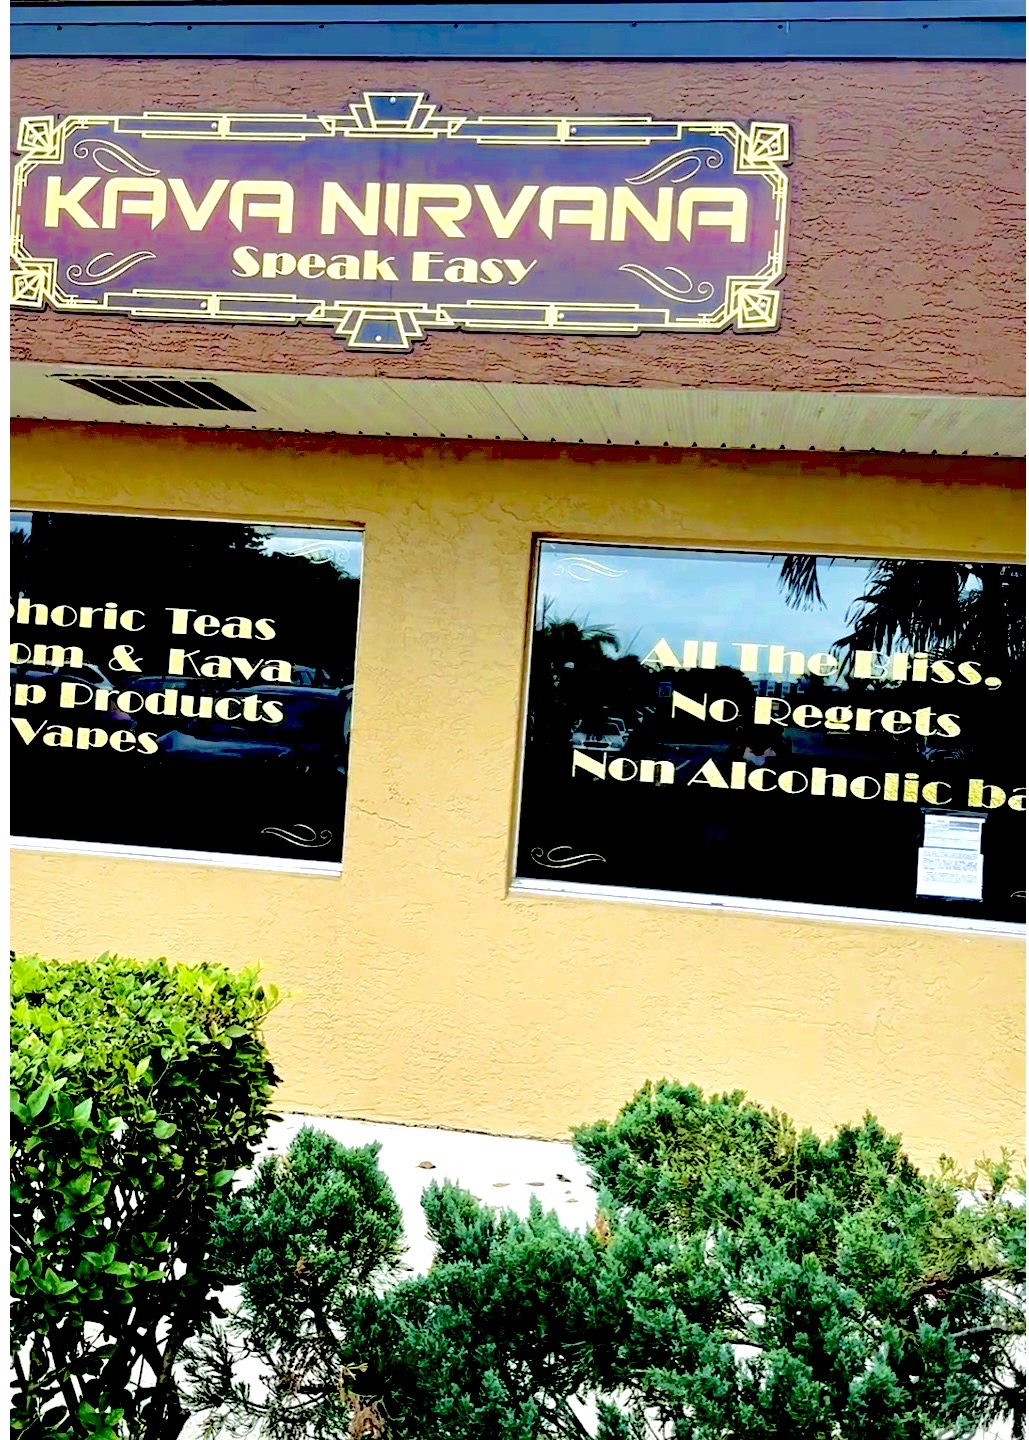 KAVA NIRVANA
Speak Easy
phoric Teas
om & Kava
p Products
Vapes
All The Bliss,
No Regrets
Non Alcoholic ba